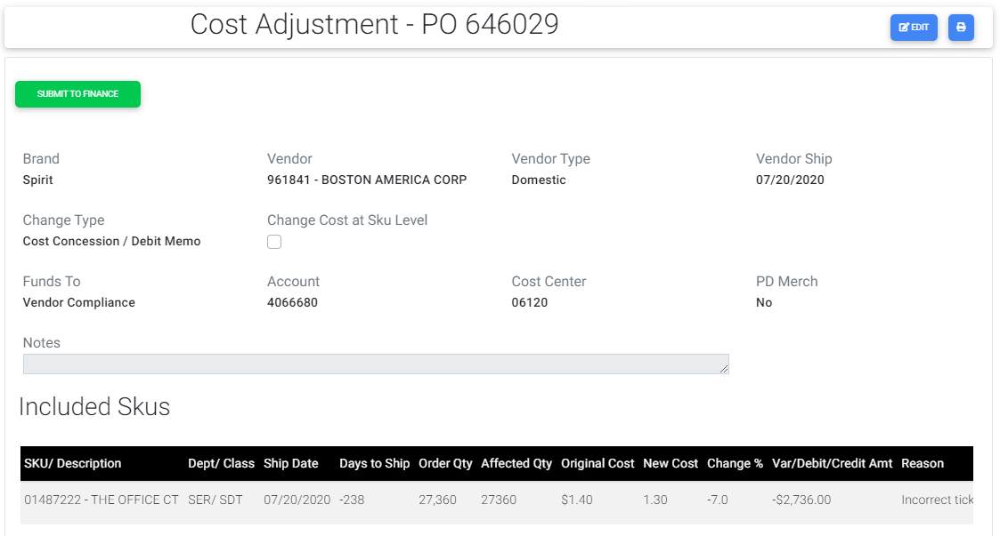 Cost Adjustment - PO 646029
EDIT
SUBMIT TO FINANCE
Brand Vendor Vendor Type Vendor Ship
Spirit 961841 - BOSTON AMERICA CORP Domestic 07/20/2020
Change Type Change Cost at Sku Level
Cost Concession / Debit Memo
Funds To Account Cost Center PD Merch
Vendor Compliance 4066680 06120 No
Notes
Included Skus
SKU/ Description Dept/ Class Ship Date Days to Ship Order Qty Affected Qty Original Cost New Cost Change % Var/Debit/Credit Amt Reason
01487222 - THE OFFICE CT SER/ SDT 07/20/2020 -238 27,360 27360 $1.40 1.30 -7.0 -$2,736.00 Incorrect tick